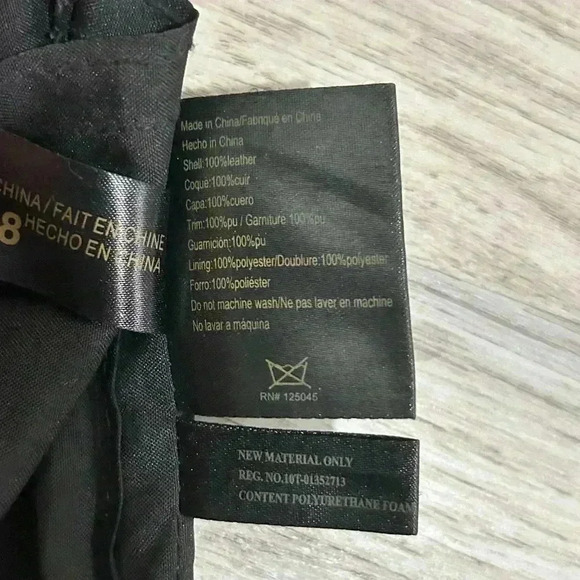 CHINA/FAIT EN CHINE
8 HECHO EN CHINA
Made in China/Fabriqué en China
Hecho in China
Shell:100%leather
Coque:100%cuir
Capa:100%cuero
Trim:100%pu / Garniture 100%pu
Guarnición:100%pu
Lining:100%polyester/Doublure:100%polyester
Forro:100%poliéster
Do not machine wash/Ne pas laver en machine
No lavar a máquina
RN# 125045
NEW MATERIAL ONLY
REG. NO.10T-01352713
CONTENT POLYURETHANE FOAM